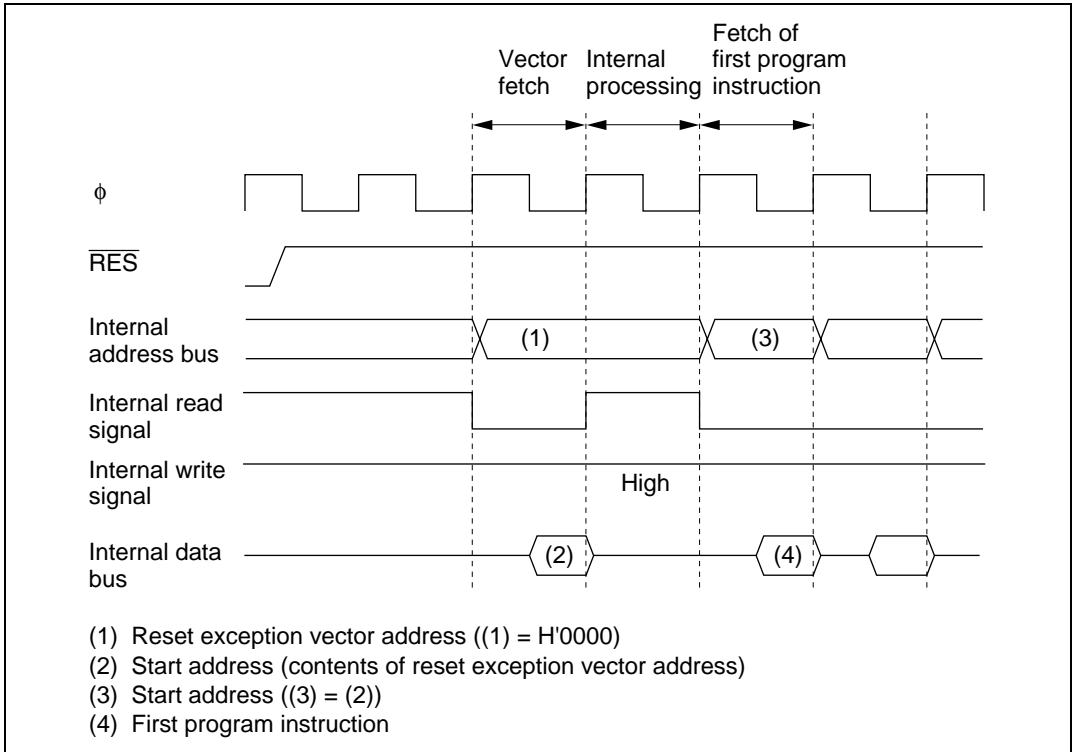 Vector fetch
Internal processing
Fetch of first program instruction
φ
RES
Internal address bus
(1)
(3)
Internal read signal
Internal write signal
High
Internal data bus
(2)
(4)
(1) Reset exception vector address ((1) = H'0000)
(2) Start address (contents of reset exception vector address)
(3) Start address ((3) = (2))
(4) First program instruction